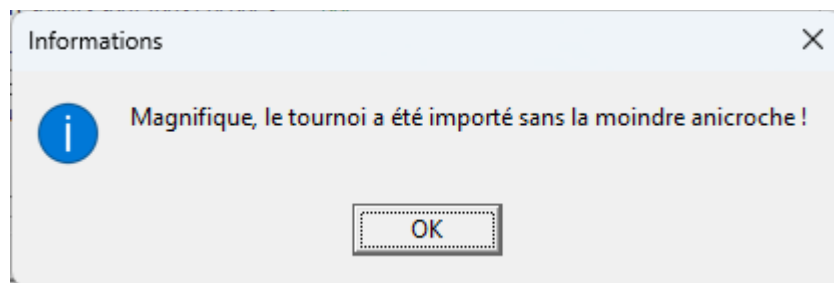 Informations
Magnifique, le tournoi a été importé sans la moindre anicroche !
OK